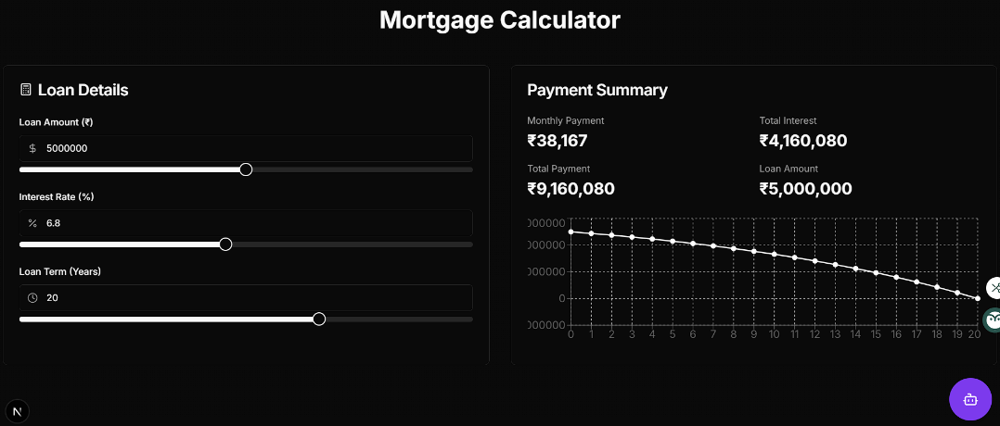 Mortgage Calculator
Loan Details
Loan Amount (₹)
$ 5000000
Interest Rate (%)
% 6.8
Loan Term (Years)
20
Payment Summary
Monthly Payment Total Interest
₹38,167 ₹4,160,080
Total Payment Loan Amount
₹9,160,080 ₹5,000,000
000000
000000
000000
0
000000
0 1 2 3 4 5 6 7 8 9 10 11 12 13 14 15 16 17 18 19 20
N